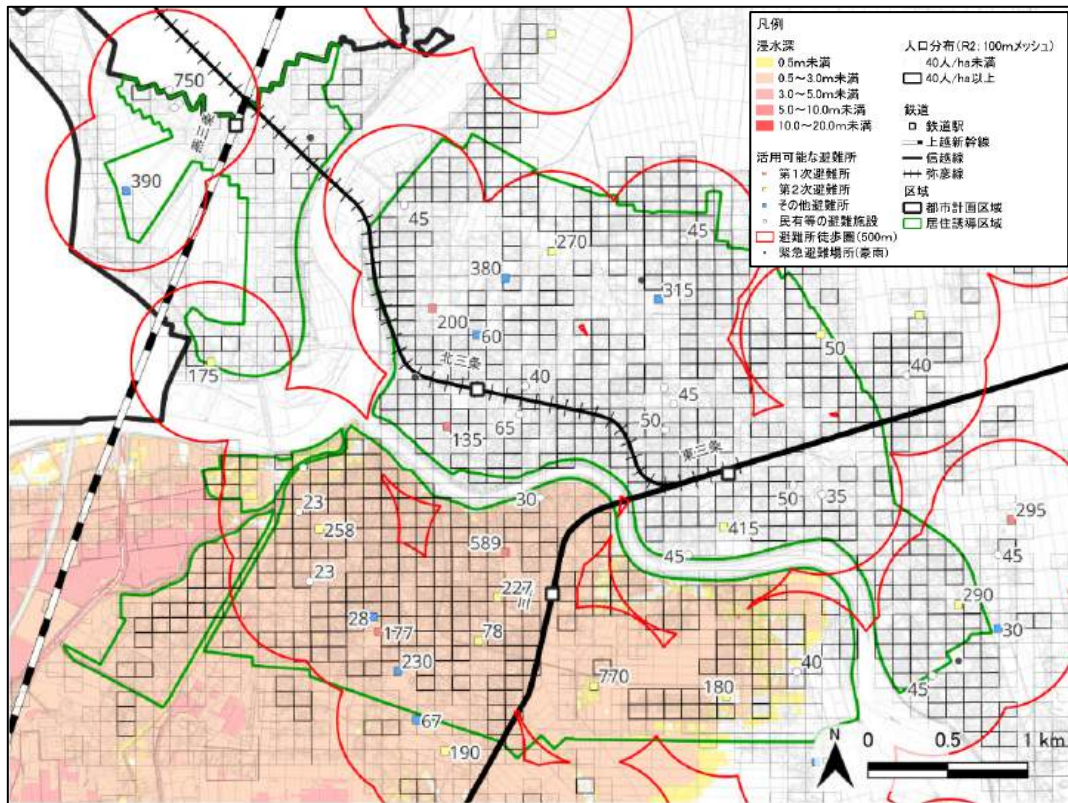 凡例
浸水深
0.5m未満
0.5～3.0m未満
3.0～5.0m未満
5.0～10.0m未満
10.0～20.0m未満
活用可能な避難所
第1次避難所
第2次避難所
その他避難所
民有等の避難施設
避難所徒歩圏(500m)
緊急避難場所(豪雨)
人口分布(R2:100mメッシュ)
40人/ha未満
40人/ha以上
鉄道
鉄道駅
上越新幹線
信越線
弥彦線
区域
都市計画区域
居住誘導区域
750
燕三条
390
45
45
270
380
315
200
60
50
175
北三条
40
40
45
65
50
135
東三条
23
30
50
35
295
258
415
589
45
45
23
227
290
28
177
78
30
230
40
770
180
45
67
190
N
0
0.5
1 km